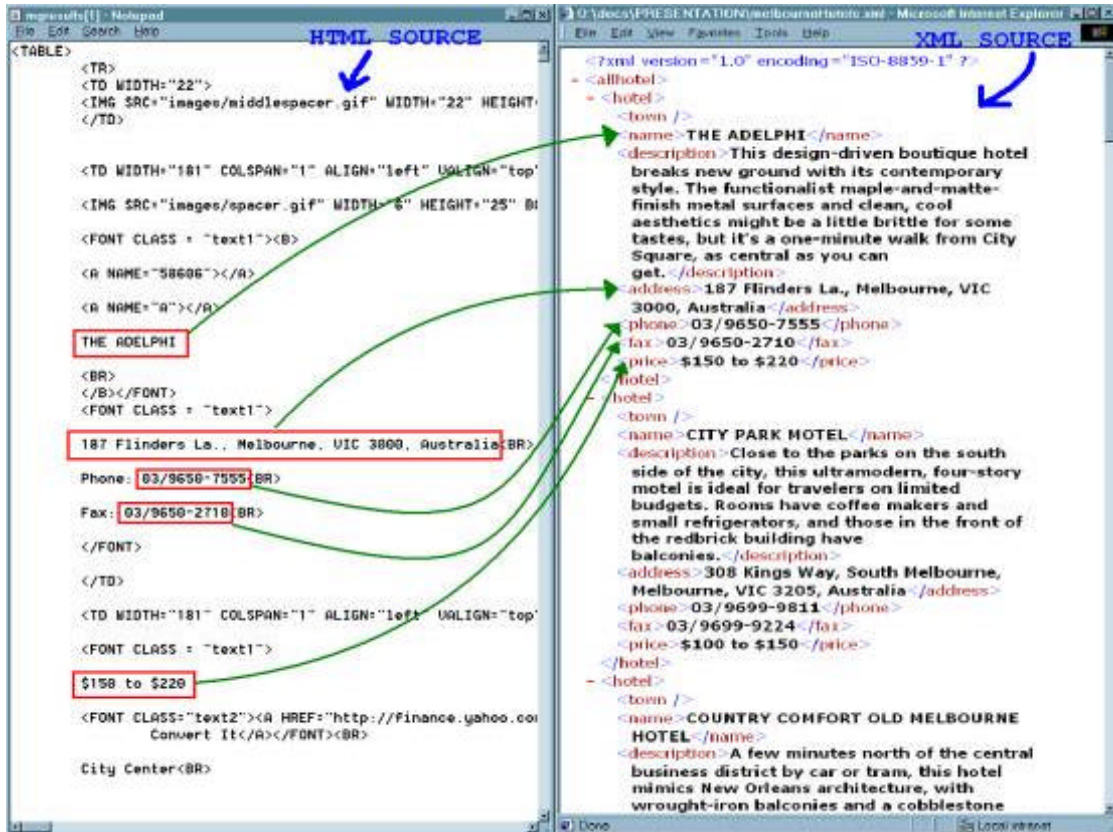 mgresults[1] - Notepad
File Edit Search Help
HTML SOURCE
<TABLE>
<TR>
<TD WIDTH="22">
<IMG SRC="images/middlespacer.gif" WIDTH="22" HEIGHT=
</TD>
<TD WIDTH="181" COLSPAN="1" ALIGN="left" VALIGN="top"
<IMG SRC="images/spacer.gif" WIDTH="6" HEIGHT="25" B
<FONT CLASS = "text1"><B>
<A NAME="58606"></A>
<A NAME="A"></A>
THE ADELPHI
<BR>
</B></FONT>
<FONT CLASS = "text1">
187 Flinders La., Melbourne, VIC 3000, Australia<BR>
Phone: 03/9650-7555<BR>
Fax: 03/9650-2710<BR>
</FONT>
</TD>
<TD WIDTH="181" COLSPAN="1" ALIGN="left" VALIGN="top"
<FONT CLASS = "text1">
$150 to $220
<FONT CLASS="text2"><A HREF="http://finance.yahoo.co
Convert It</A></FONT><BR>
City Center<BR>
- Microsoft Internet Explorer
File Edit View Favorites Tools Help
XML SOURCE
<?xml version="1.0" encoding="ISO-8859-1" ?>
- <allhotel>
- <hotel>
<town />
<name>THE ADELPHI</name>
<description>This design-driven boutique hotel
breaks new ground with its contemporary
style. The functionalist maple-and-matte-
finish metal surfaces and clean, cool
aesthetics might be a little brittle for some
tastes, but it's a one-minute walk from City
Square, as central as you can
get.</description>
<address>187 Flinders La., Melbourne, VIC
3000, Australia</address>
<phone>03/9650-7555</phone>
<fax>03/9650-2710</fax>
<price>$150 to $220</price>
</hotel>
- <hotel>
<town />
<name>CITY PARK MOTEL</name>
<description>Close to the parks on the south
side of the city, this ultramodern, four-story
motel is ideal for travelers on limited
budgets. Rooms have coffee makers and
small refrigerators, and those in the front of
the redbrick building have
balconies.</description>
<address>308 Kings Way, South Melbourne,
Melbourne, VIC 3205, Australia</address>
<phone>03/9699-9811</phone>
<fax>03/9699-9224</fax>
<price>$100 to $150</price>
</hotel>
- <hotel>
<town />
<name>COUNTRY COMFORT OLD MELBOURNE
HOTEL</name>
<description>A few minutes north of the central
business district by car or tram, this hotel
mimics New Orleans architecture, with
wrought-iron balconies and a cobblestone
Done
Local intranet